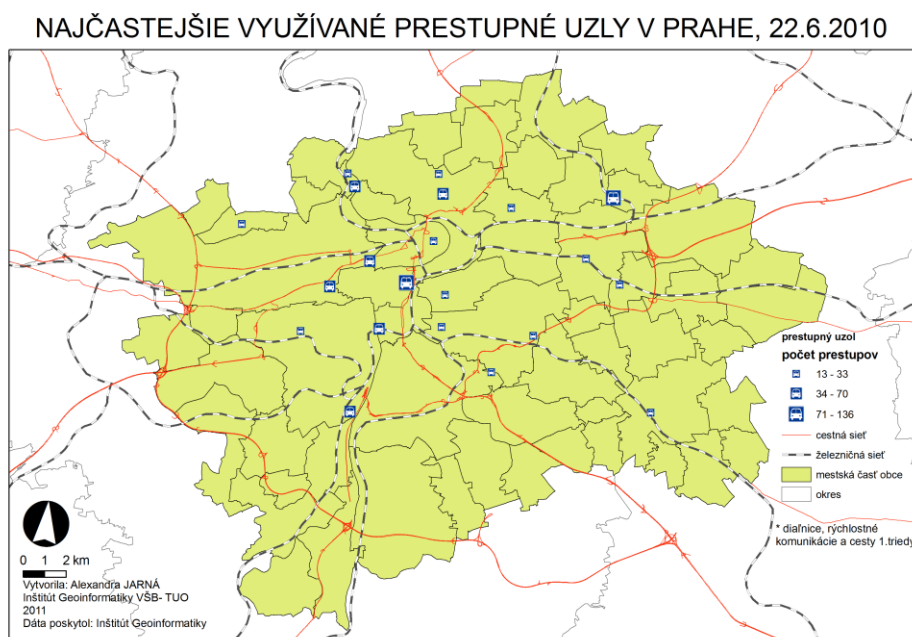 NAJČASTEJŠIE VYUŽÍVANÉ PRESTUPNÉ UZLY V PRAHE, 22.6.2010
prestupný uzol
počet prestupov
13 - 33
34 - 70
71 - 136
cestná sieť
železničná sieť
mestská časť obce
okres
* diaľnice, rýchlostné
komunikácie a cesty 1.triedy
0 1 2 km
Vytvorila: Alexandra JARNÁ
Inštitút Geoinformatiky VŠB- TUO
2011
Dáta poskytol: Inštitút Geoinformatiky